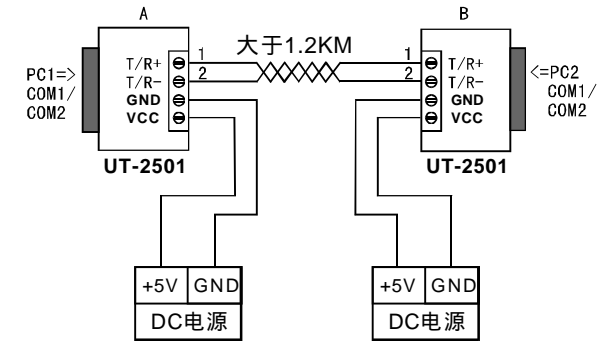 A
B
大于1.2KM
PC1=>
COM1/
COM2
T/R+
T/R-
GND
VCC
1
2
1
2
T/R+
T/R-
GND
VCC
<=PC2
COM1/
COM2
UT-2501
UT-2501
+5V GND
DC电源
+5V GND
DC电源